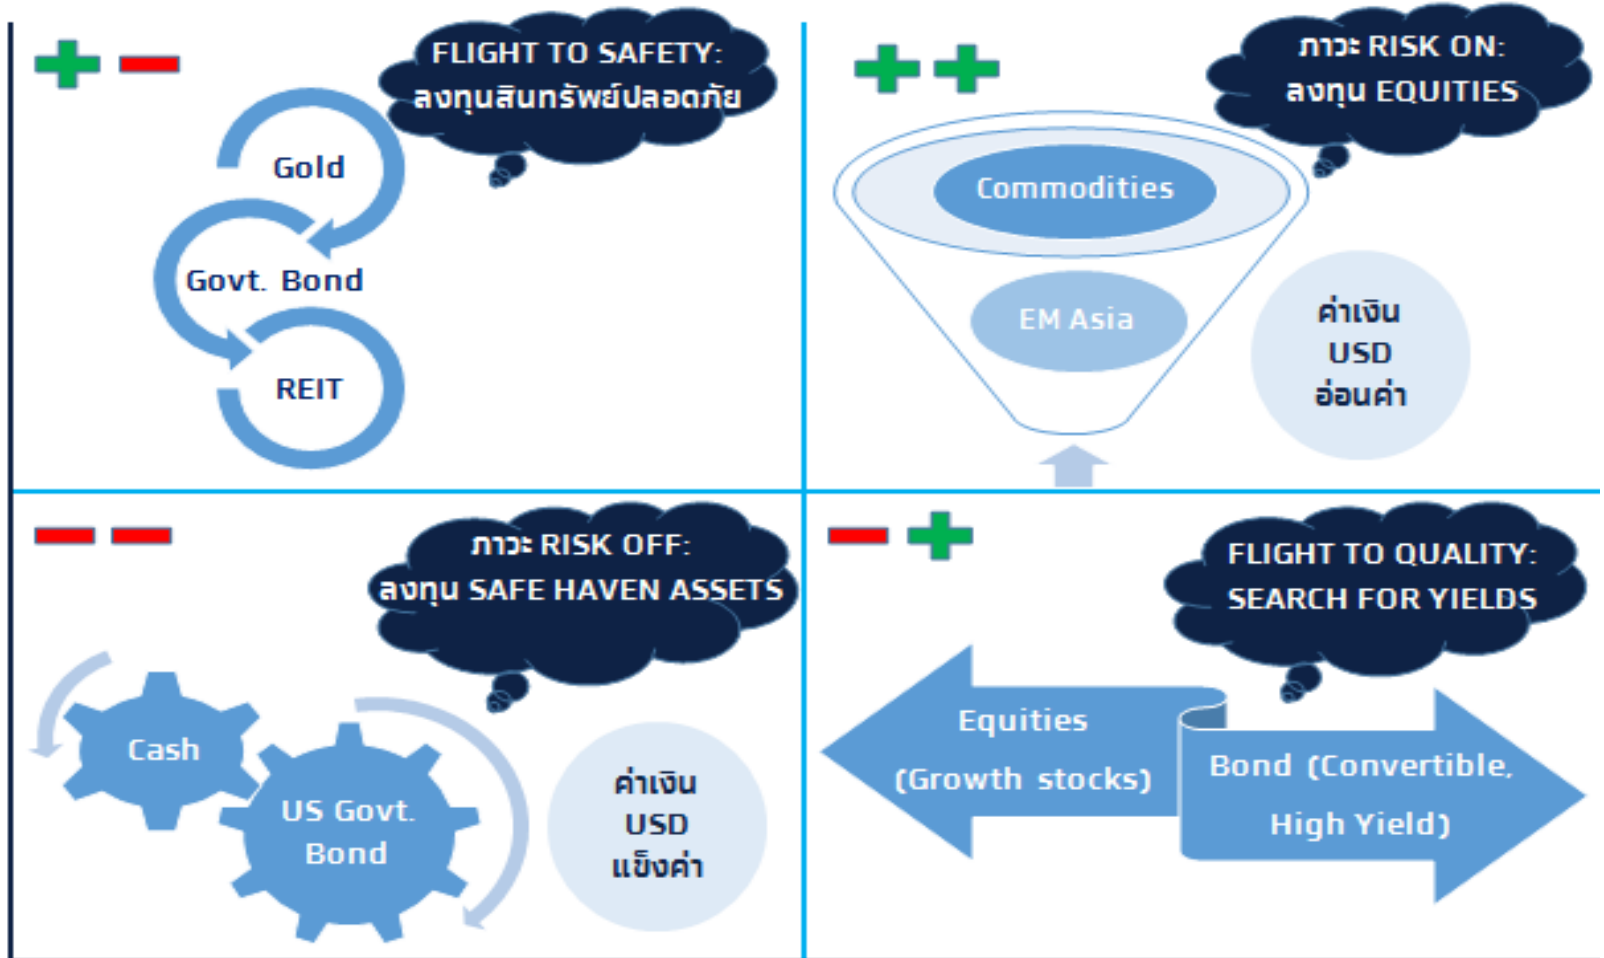 FLIGHT TO SAFETY:
ลงทุนสินทรัพย์ปลอดภัย
Gold
Govt. Bond
REIT
ภาวะ RISK ON:
ลงทุน EQUITIES
Commodities
EM Asia
ค่าเงิน
USD
อ่อนค่า
ภาวะ RISK OFF:
ลงทุน SAFE HAVEN ASSETS
Cash
US Govt.
Bond
ค่าเงิน
USD
แข็งค่า
FLIGHT TO QUALITY:
SEARCH FOR YIELDS
Equities
(Growth stocks)
Bond (Convertible,
High Yield)